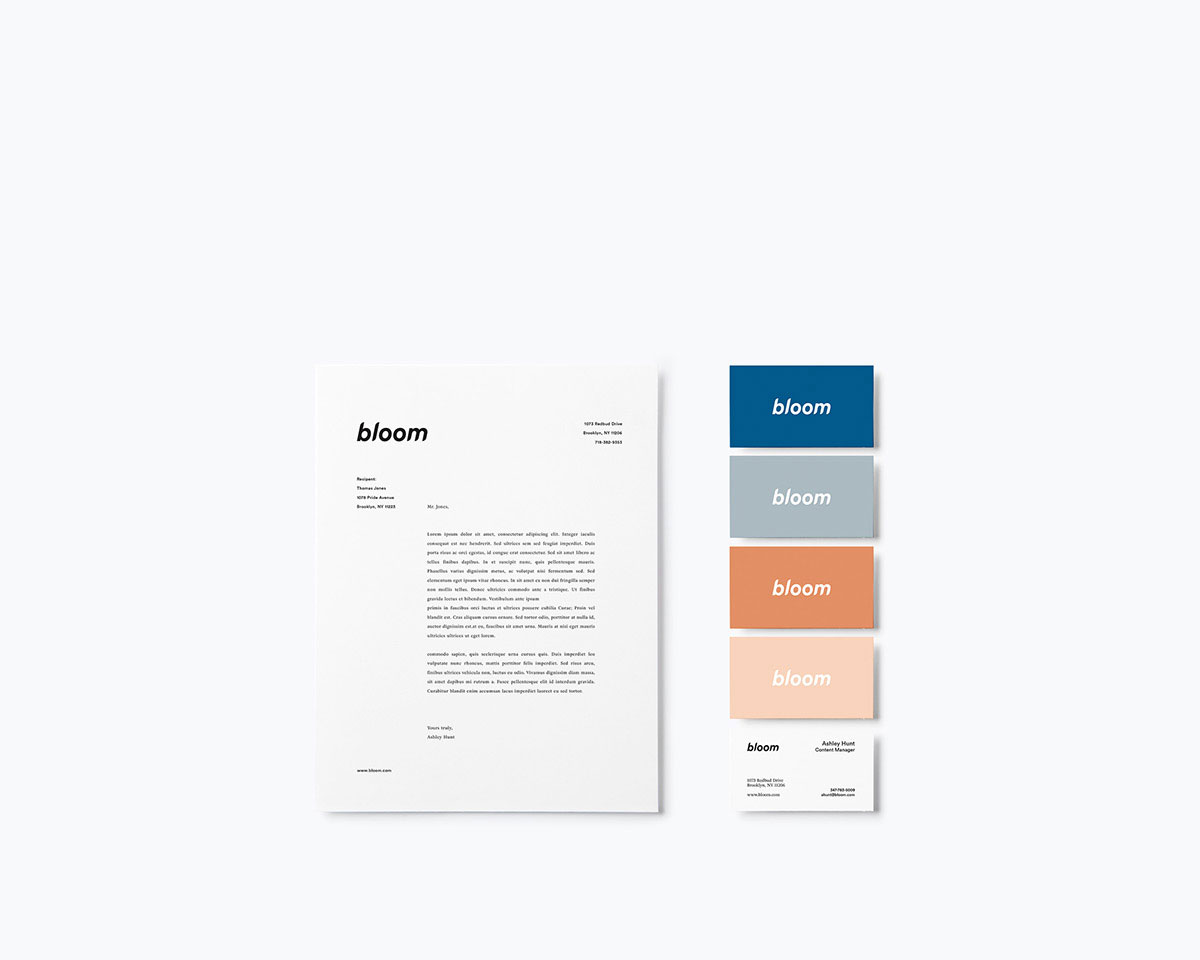 bloom
1073 Redbud Drive
Brooklyn, NY 11206
718-382-9353
Recipient:
Thomas Jones
1078 Pride Avenue
Brooklyn, NY 11223
Mr. Jones,
Lorem ipsum dolor sit amet, consectetur adipiscing elit. Integer iaculis
consequat est nec hendrerit. Sed ultrices sem sed feugiat imperdiet. Duis
porta risus ac orci egestas, id congue erat consectetur. Sed sit amet libero ac
tellus finibus dapibus. In et suscipit nunc, quis pellentesque mauris.
Phasellus varius dignissim metus, ac volutpat nisi fermentum sed. Sed
elementum eget ipsum vitae rhoncus. In sit amet ex non dui fringilla semper
non mollis tellus. Donec ultricies commodo ante a tristique. Ut finibus
gravida lectus et bibendum. Vestibulum ante ipsum
primis in faucibus orci luctus et ultrices posuere cubilia Curae; Proin vel
blandit est. Cras aliquam cursus ornare. Sed tortor odio, porttitor at nulla id,
auctor dignissim est.at ex, faucibus sit amet urna. Mauris at nisi eget mauris
ultricies ultrices ut eget lorem.
commodo sapien, quis scelerisque urna cursus quis. Duis imperdiet leo
vulputate nunc rhoncus, mattis porttitor felis imperdiet. Sed risus arcu,
finibus ultrices vehicula non, luctus eu odio. Vivamus dignissim diam massa,
sit amet dapibus mi rutrum a. Fusce pellentesque elit id interdum gravida.
Curabitur blandit enim accumsan lacus imperdiet laoreet eu sed tortor.
Yours truly,
Ashley Hunt
www.bloom.com
bloom
bloom
bloom
bloom
bloom
Ashley Hunt
Content Manager
1073 Redbud Drive
Brooklyn, NY 11206
www.bloom.com
347-762-0009
ahunt@bloom.com